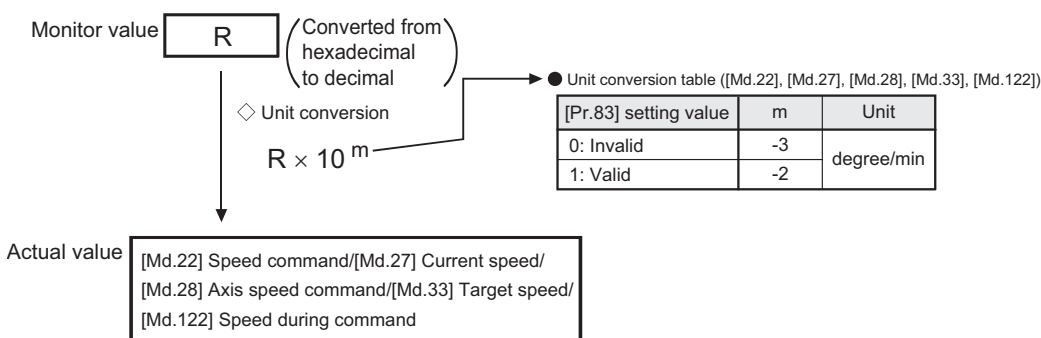 Monitor value
R
(Converted from
hexadecimal
to decimal)
◇ Unit conversion
R × 10 m
● Unit conversion table ([Md.22], [Md.27], [Md.28], [Md.33], [Md.122])
[Pr.83] setting value m Unit
0: Invalid -3 degree/min
1: Valid -2
Actual value
[Md.22] Speed command/[Md.27] Current speed/
[Md.28] Axis speed command/[Md.33] Target speed/
[Md.122] Speed during command